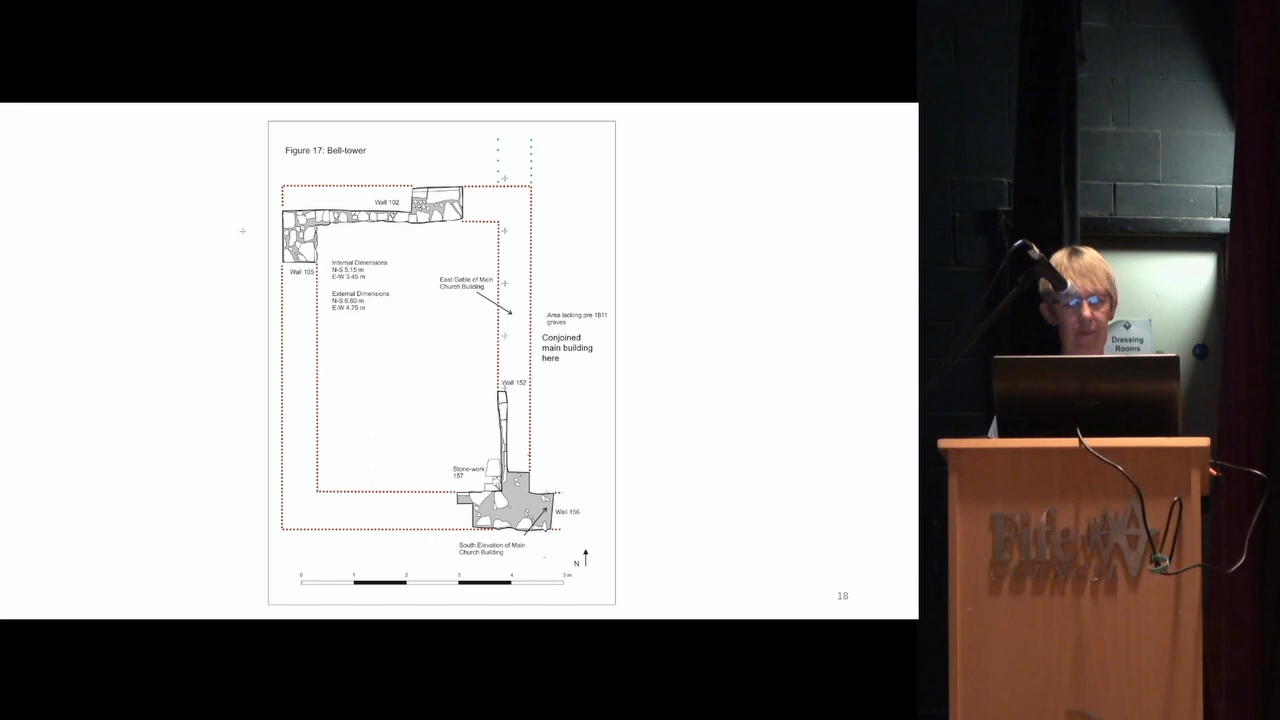 Figure 17: Bell-tower
Wall 102
Wall 105
Internal Dimensions
N-S 5.15 m
E-W 3.45 m
External Dimensions
N-S 6.60 m
E-W 4.75 m
East Gable of Main
Church Building
Area lacking pre 1811
graves
Conjoined
main building
here
Wall 152
Stone-work
157
Wall 156
South Elevation of Main
Church Building
N
0 1 2 3 4 5 m
18
Dressing
Rooms
Fife
COUNCIL